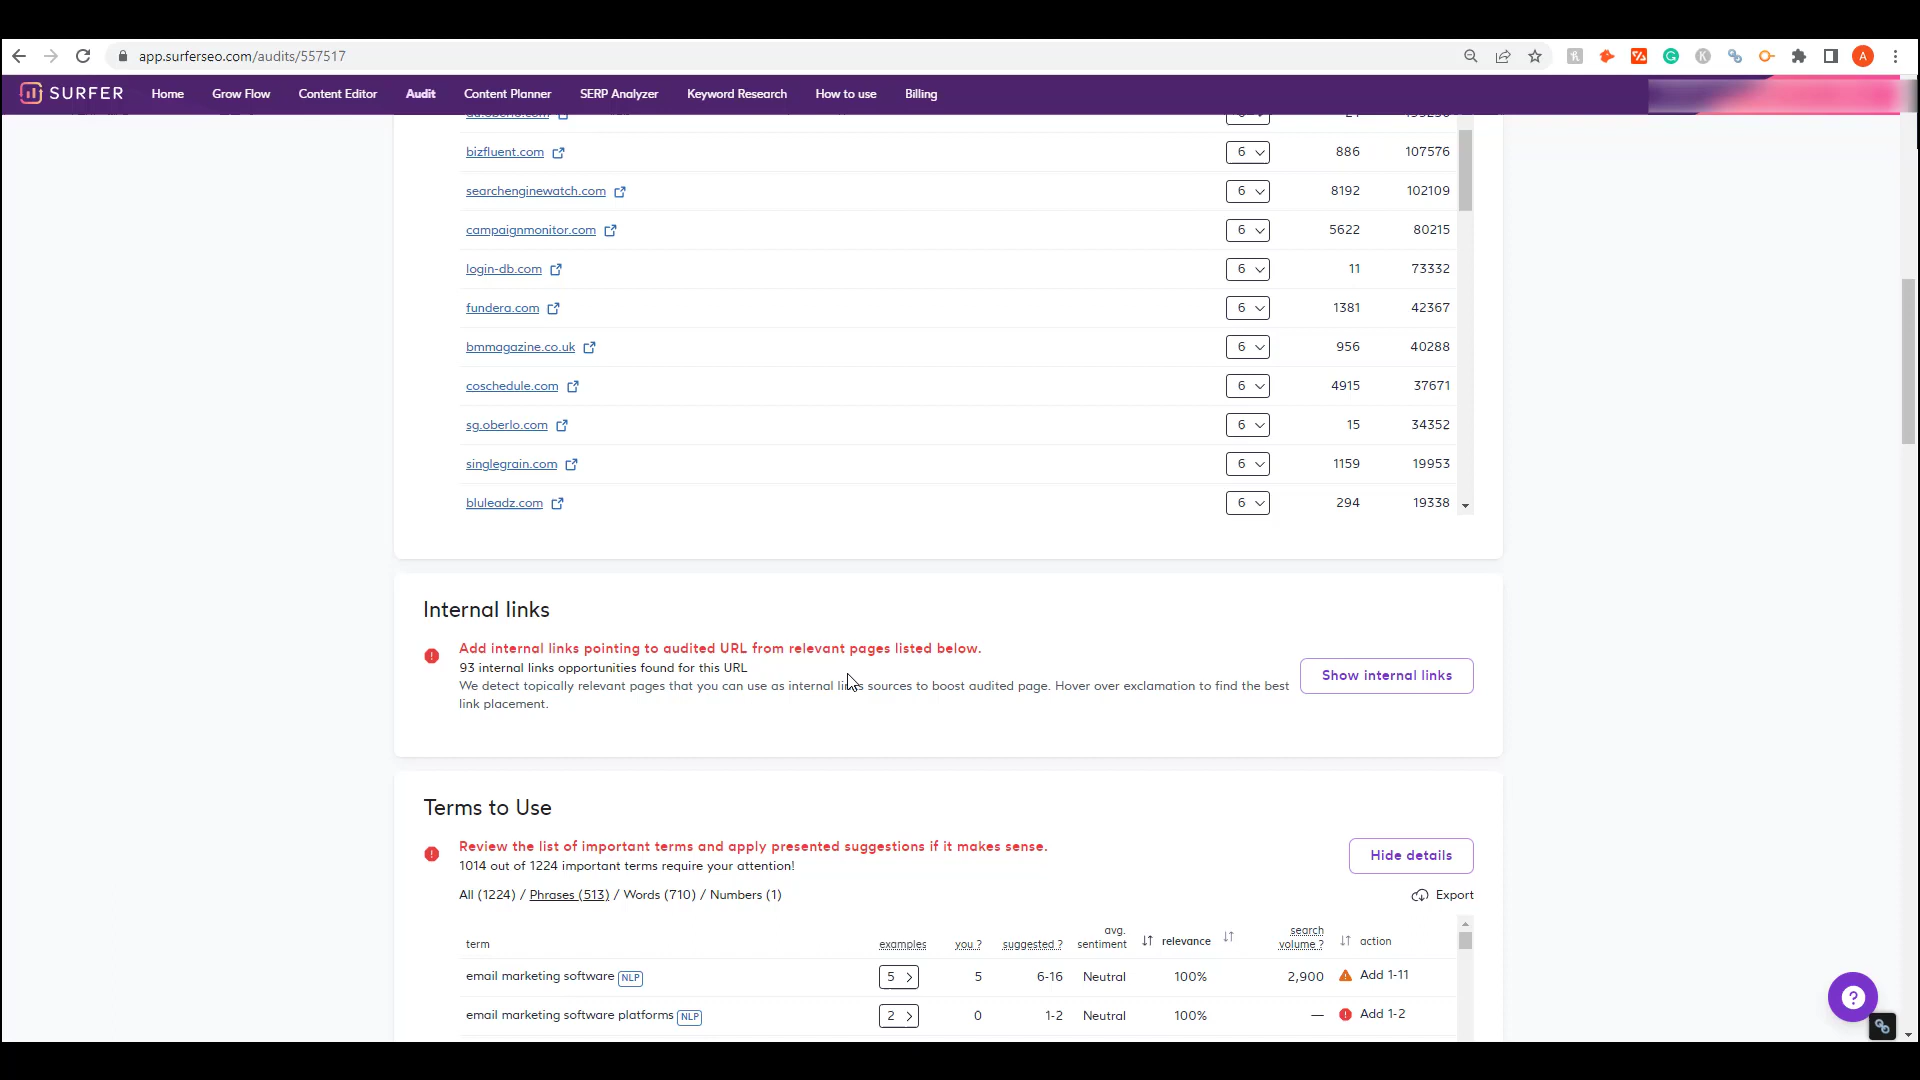 app.surferseo.com/audits/557517
SURFER Home Grow Flow Content Editor Audit Content Planner SERP Analyzer Keyword Research How to use Billing
bizfluent.com 6 886 107576
searchenginewatch.com 6 8192 102109
campaignmonitor.com 6 5622 80215
login-db.com 6 11 73332
fundera.com 6 1381 42367
bmmagazine.co.uk 6 956 40288
coschedule.com 6 4915 37671
sg.oberlo.com 6 15 34352
singlegrain.com 6 1159 19953
bluleadz.com 6 294 19338
Internal links
Add internal links pointing to audited URL from relevant pages listed below.
93 internal links opportunities found for this URL
We detect topically relevant pages that you can use as internal links sources to boost audited page. Hover over exclamation to find the best
link placement.
Show internal links
Terms to Use
Review the list of important terms and apply presented suggestions if it makes sense.
1014 out of 1224 important terms require your attention!
Hide details
All (1224) / Phrases (513) / Words (710) / Numbers (1)
Export
term examples you ? suggested ? avg. sentiment relevance search volume ? action
email marketing software NLP 5 5 6-16 Neutral 100% 2,900 Add 1-11
email marketing software platforms NLP 2 0 1-2 Neutral 100% — Add 1-2